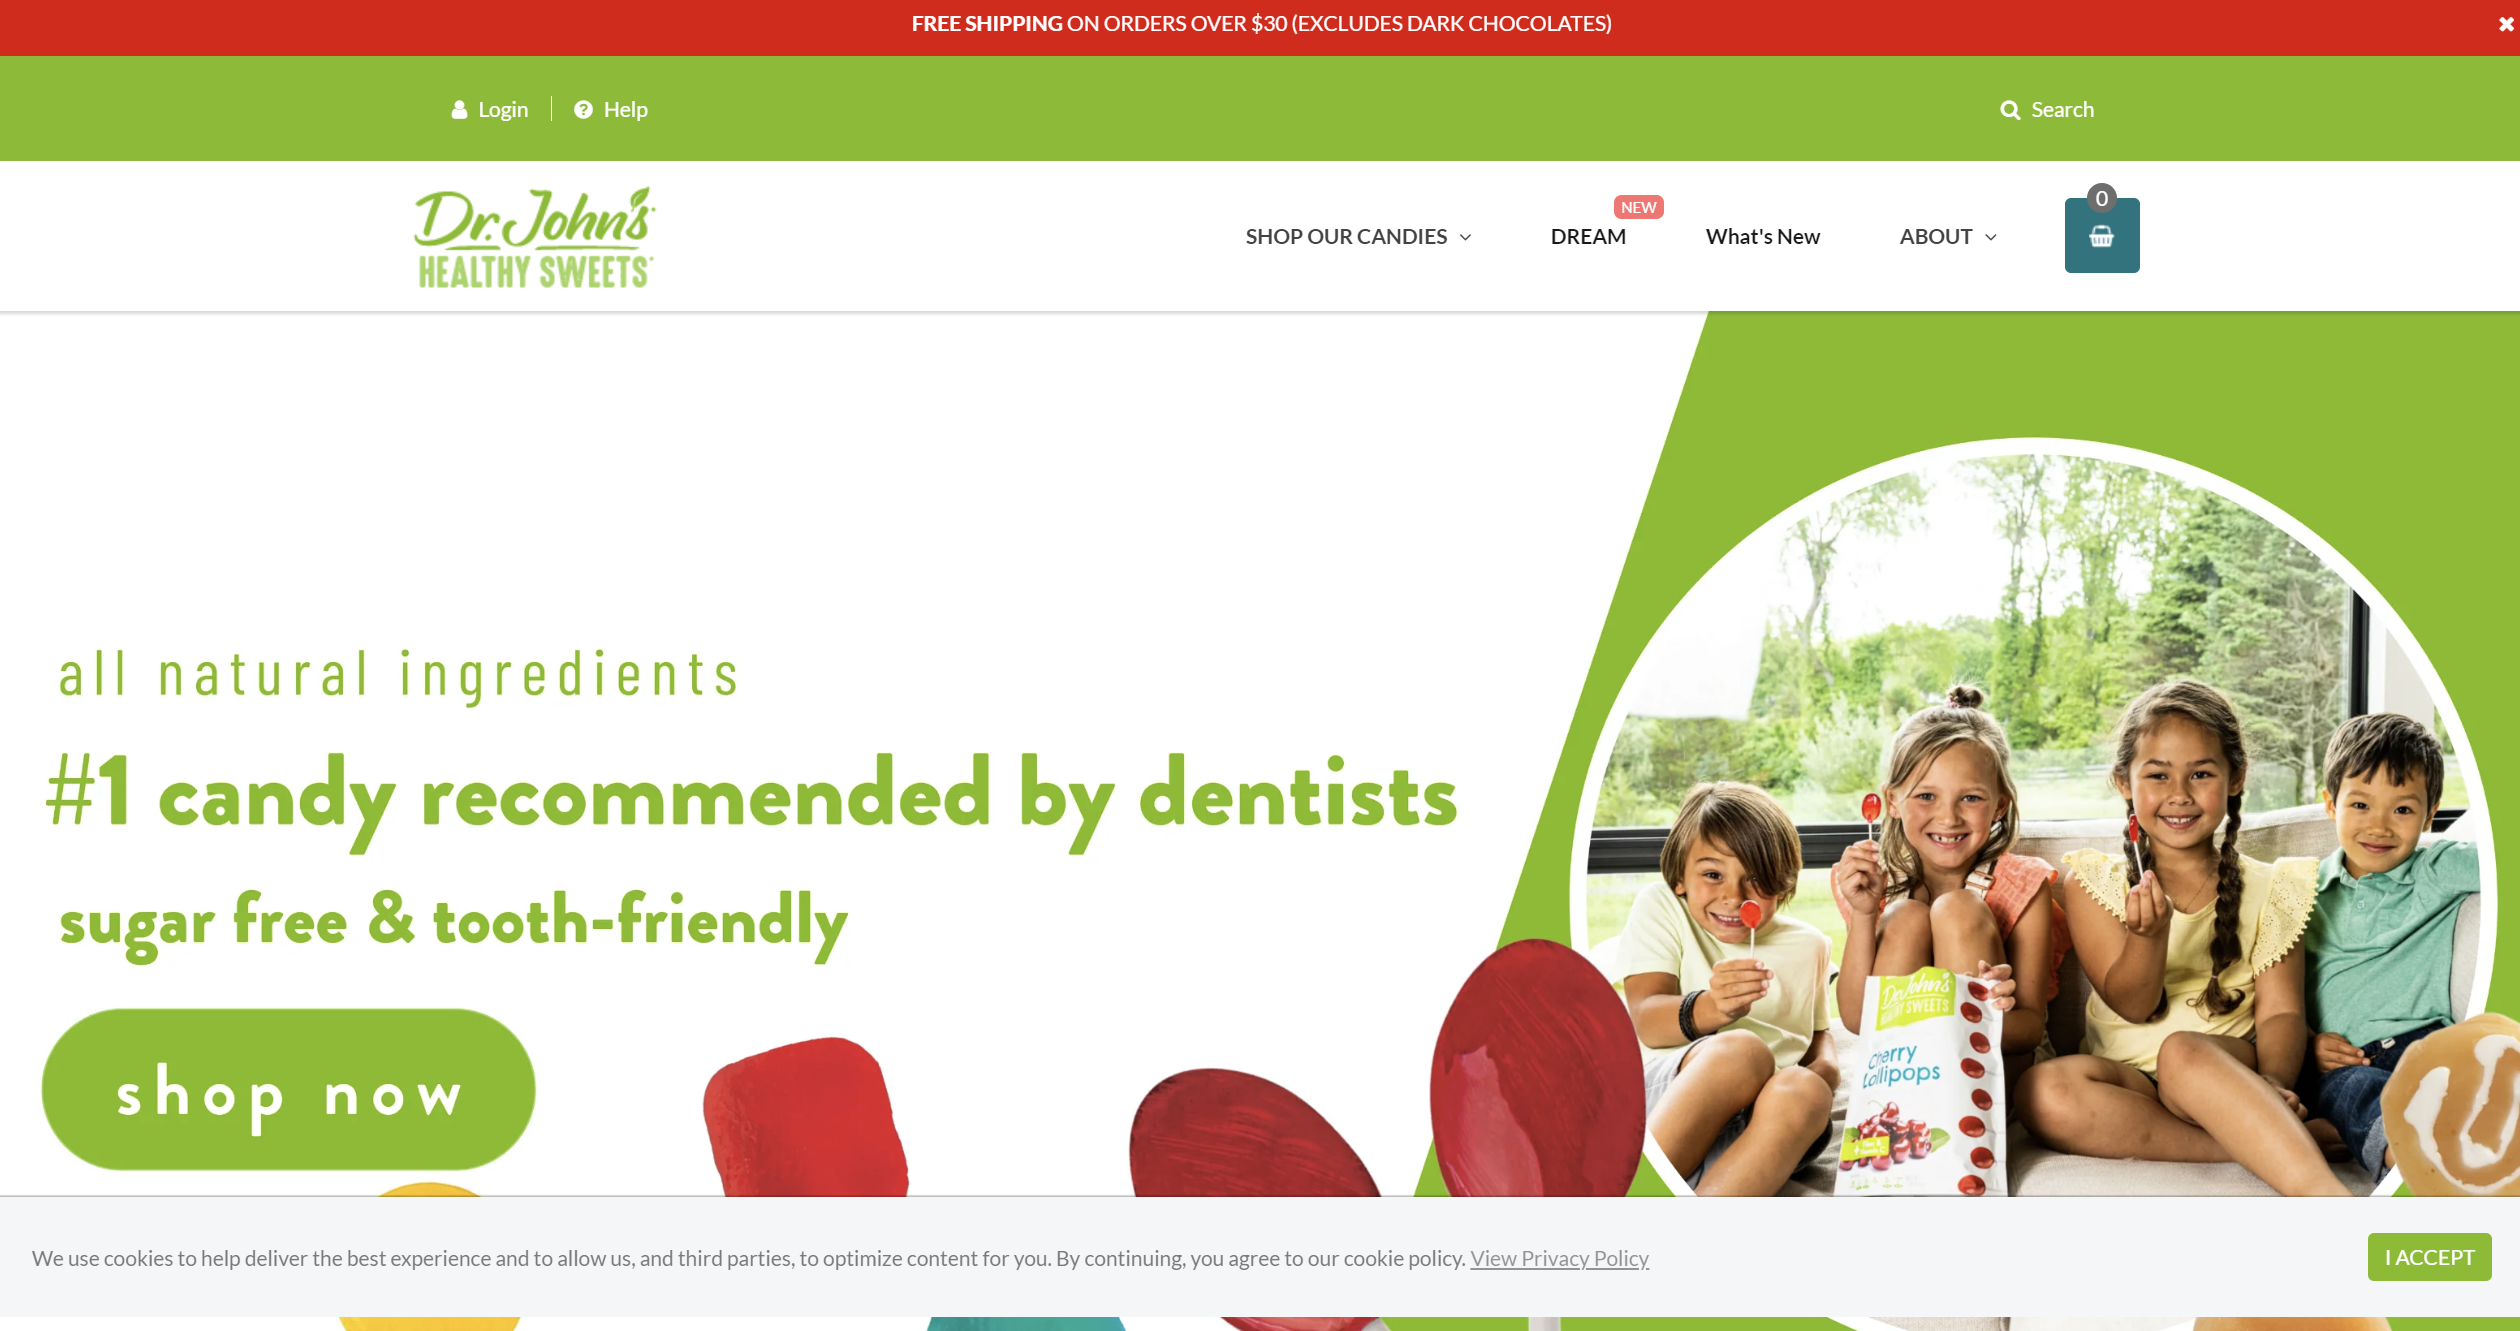 FREE SHIPPING ON ORDERS OVER $30 (EXCLUDES DARK CHOCOLATES)
Login
Help
Search
Dr. John's
HEALTHY SWEETS
SHOP OUR CANDIES
DREAM
NEW
What's New
ABOUT
0
all natural ingredients
#1 candy recommended by dentists
sugar free & tooth-friendly
shop now
Dr. John's
HEALTHY SWEETS
Cherry
Lollipops
We use cookies to help deliver the best experience and to allow us, and third parties, to optimize content for you. By continuing, you agree to our cookie policy. View Privacy Policy
I ACCEPT